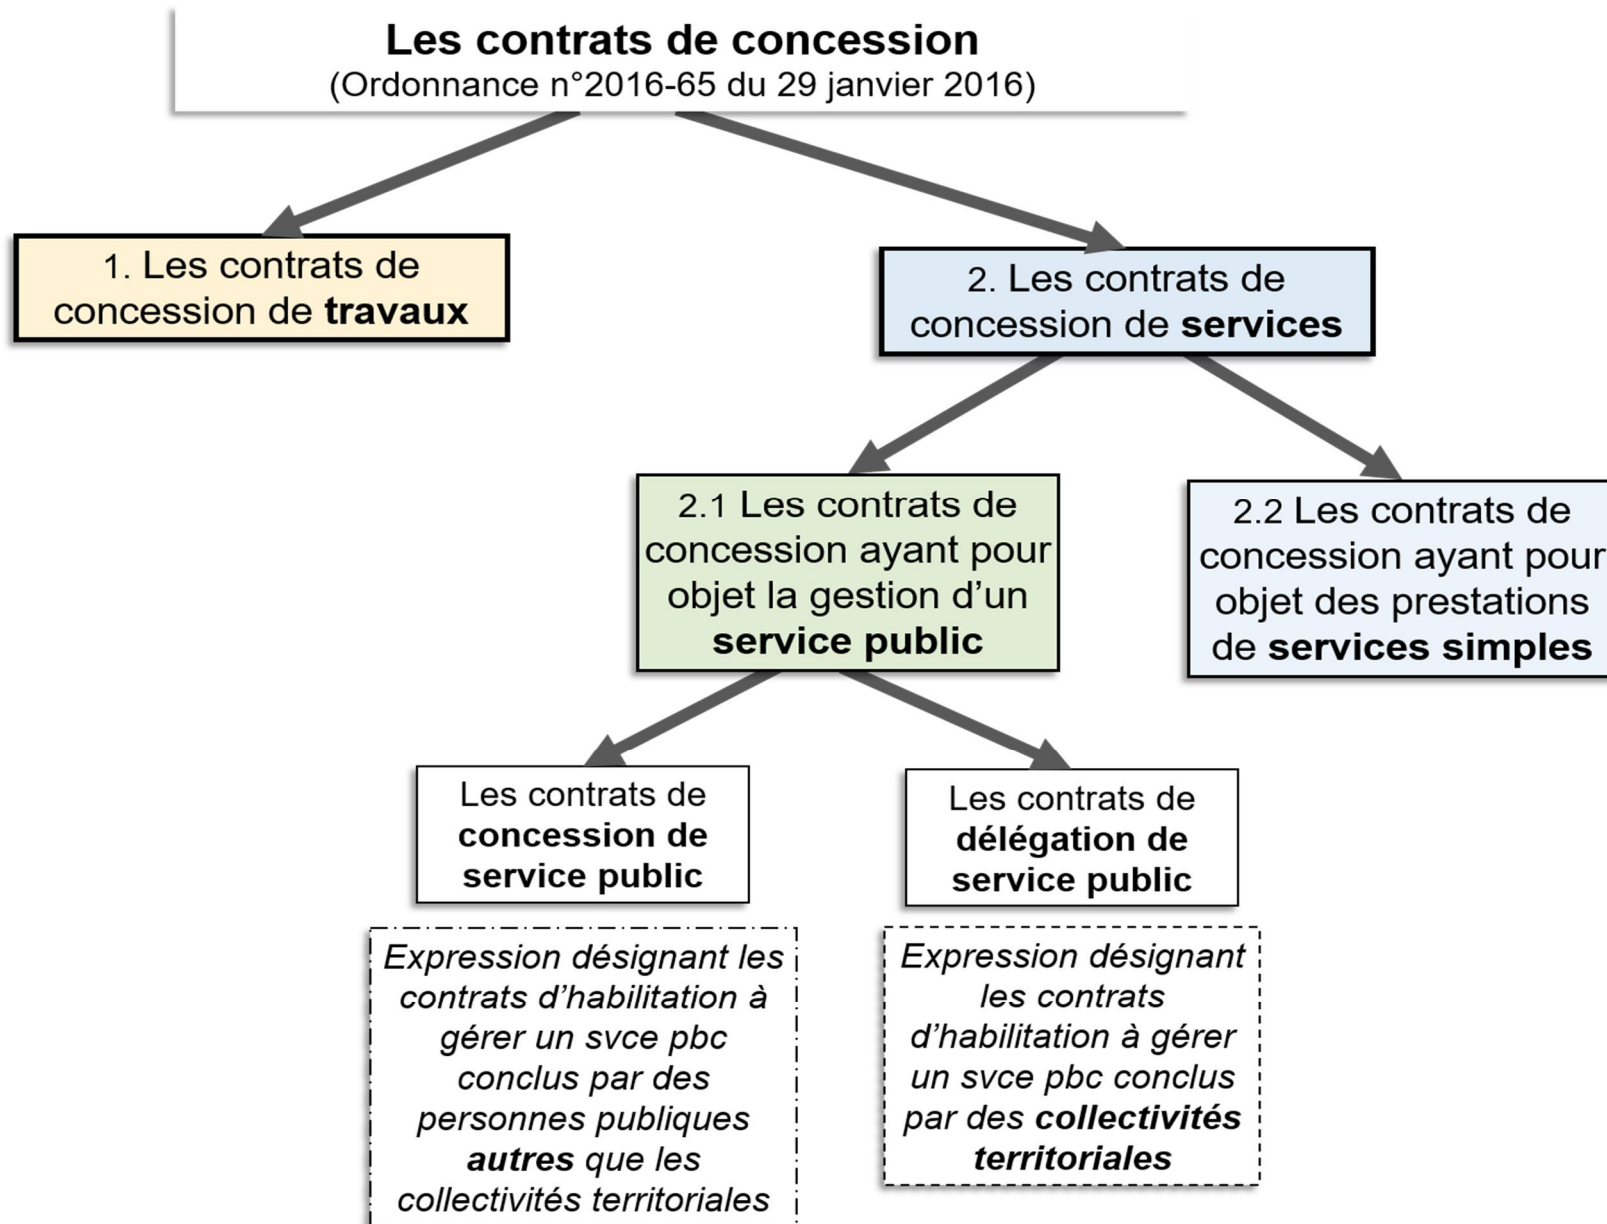 Les contrats de concession
(Ordonnance n°2016-65 du 29 janvier 2016)
1. Les contrats de
concession de travaux
2. Les contrats de
concession de services
2.1 Les contrats de
concession ayant pour
objet la gestion d’un
service public
2.2 Les contrats de
concession ayant pour
objet des prestations
de services simples
Les contrats de
concession de
service public
Les contrats de
délégation de
service public
Expression désignant les
contrats d’habilitation à
gérer un svce pbc
conclus par des
personnes publiques
autres que les
collectivités territoriales
Expression désignant
les contrats
d’habilitation à gérer
un svce pbc conclus
par des collectivités
territoriales